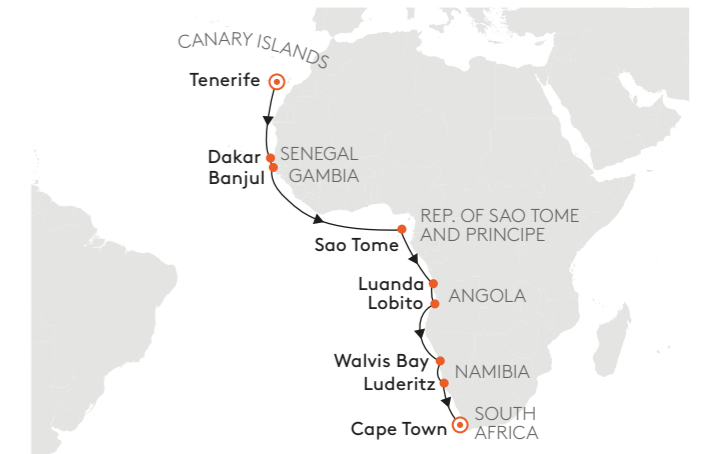 CANARY ISLANDS
Tenerife
Dakar
SENEGAL
Banjul
GAMBIA
REP. OF SAO TOME
AND PRINCIPE
Sao Tome
Luanda
Lobito
ANGOLA
Walvis Bay
NAMIBIA
Luderitz
SOUTH
AFRICA
Cape Town